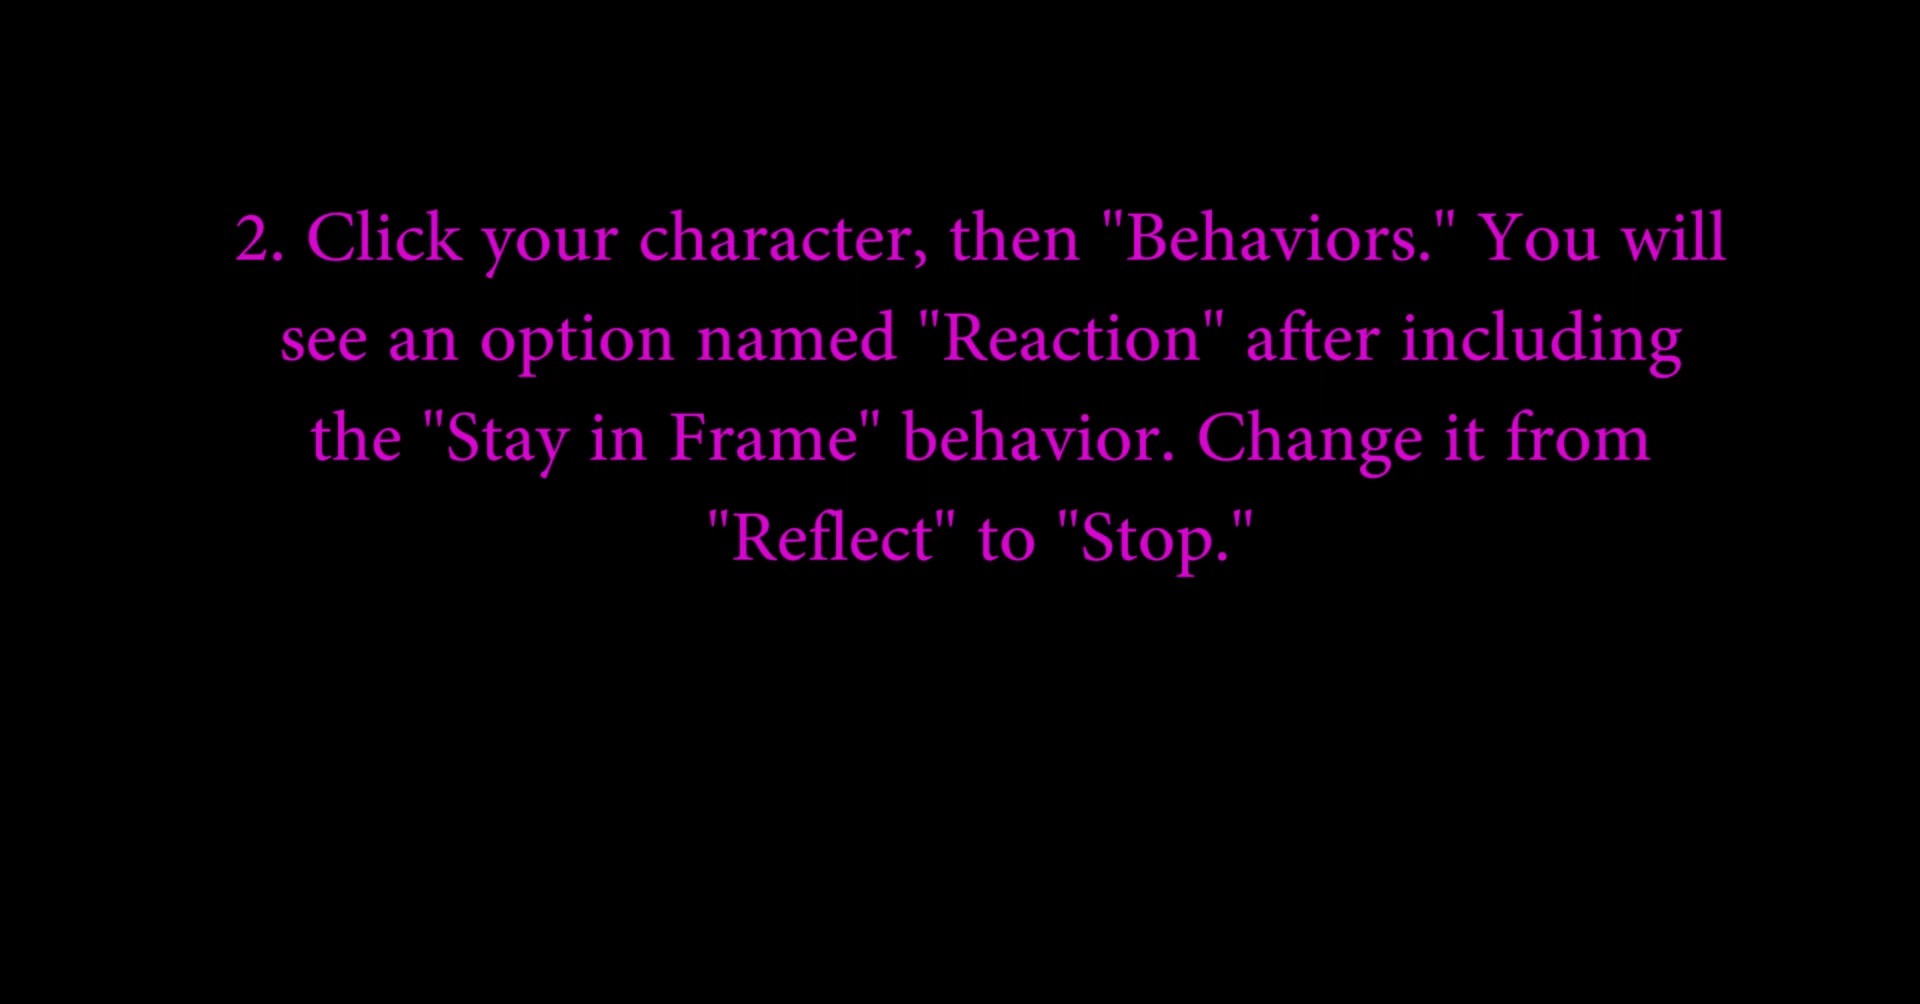 2. Click your character, then "Behaviors." You will
see an option named "Reaction" after including
the "Stay in Frame" behavior. Change it from
"Reflect" to "Stop."